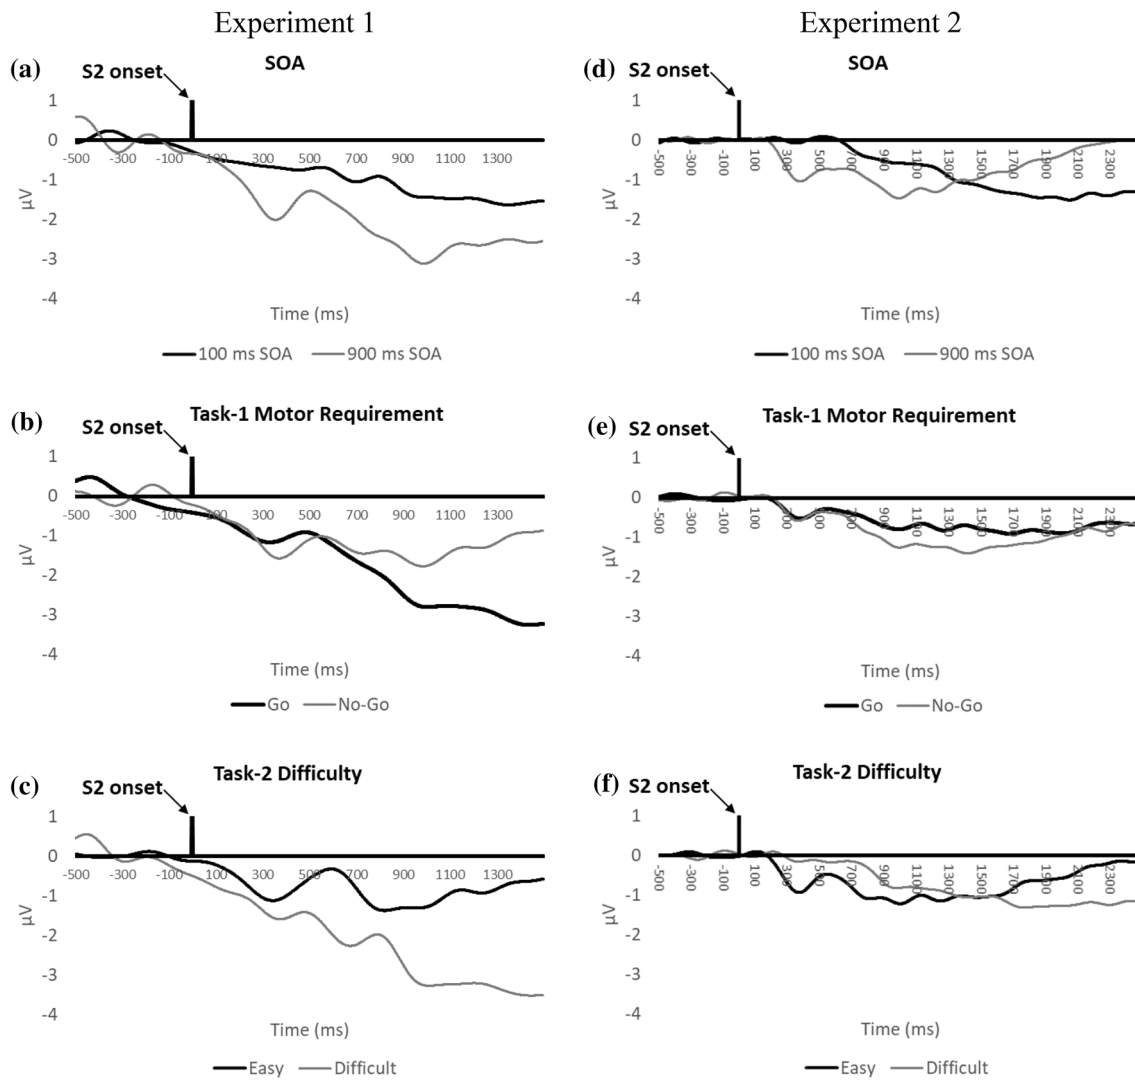 Experiment 1
(a)
SOA
S2 onset
1
0
-500 -300 -100 100 300 500 700 900 1100 1300
-1
µV
-2
-3
-4
Time (ms)
100 ms SOA 900 ms SOA
(b)
Task-1 Motor Requirement
S2 onset
1
0
-500 -300 -100 100 300 500 700 900 1100 1300
-1
µV
-2
-3
-4
Time (ms)
Go No-Go
(c)
Task-2 Difficulty
S2 onset
1
0
-500 -300 -100 100 300 500 700 900 1100 1300
-1
µV
-2
-3
-4
Time (ms)
Easy Difficult
Experiment 2
(d)
SOA
S2 onset
1
0
-500 -300 -100 100 300 500 700 900 1100 1300 1500 1700 1900 2100 2300
-1
µV
-2
-3
-4
Time (ms)
100 ms SOA 900 ms SOA
(e)
Task-1 Motor Requirement
S2 onset
1
0
-500 -300 -100 100 300 500 700 900 1100 1300 1500 1700 1900 2100 2300
-1
µV
-2
-3
-4
Time (ms)
Go No-Go
(f)
Task-2 Difficulty
S2 onset
1
0
-500 -300 -100 100 300 500 700 900 1100 1300 1500 1700 1900 2100 2300
-1
µV
-2
-3
-4
Time (ms)
Easy Difficult